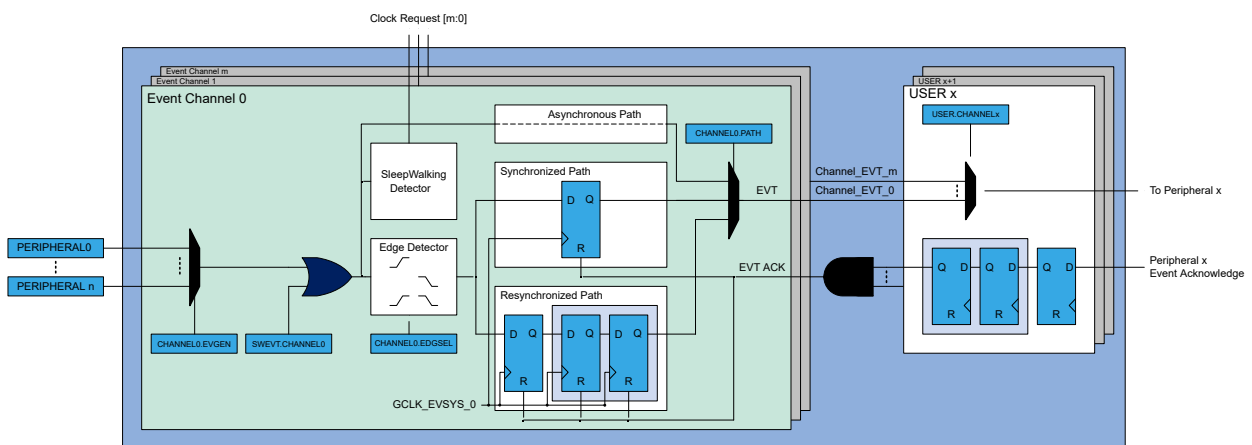 Clock Request [m:0]
Event Channel m
Event Channel 1
Event Channel 0
USER x+1
USER x
Asynchronous Path
CHANNEL0.PATH
USER.CHANNELx
SleepWalking
Detector
Synchronized Path
D Q
R
Channel_EVT_m
EVT
Channel_EVT_0
To Peripheral x
PERIPHERAL0
PERIPHERAL n
Edge Detector
EVT ACK
Q D
R
Q D
R
Q D
R
Peripheral x
Event Acknowledge
Resynchronized Path
D Q
R
D Q
R
D Q
R
CHANNEL0.EVGEN
SWEVT.CHANNEL0
CHANNEL0.EDGSEL
GCLK_EVSYS_0